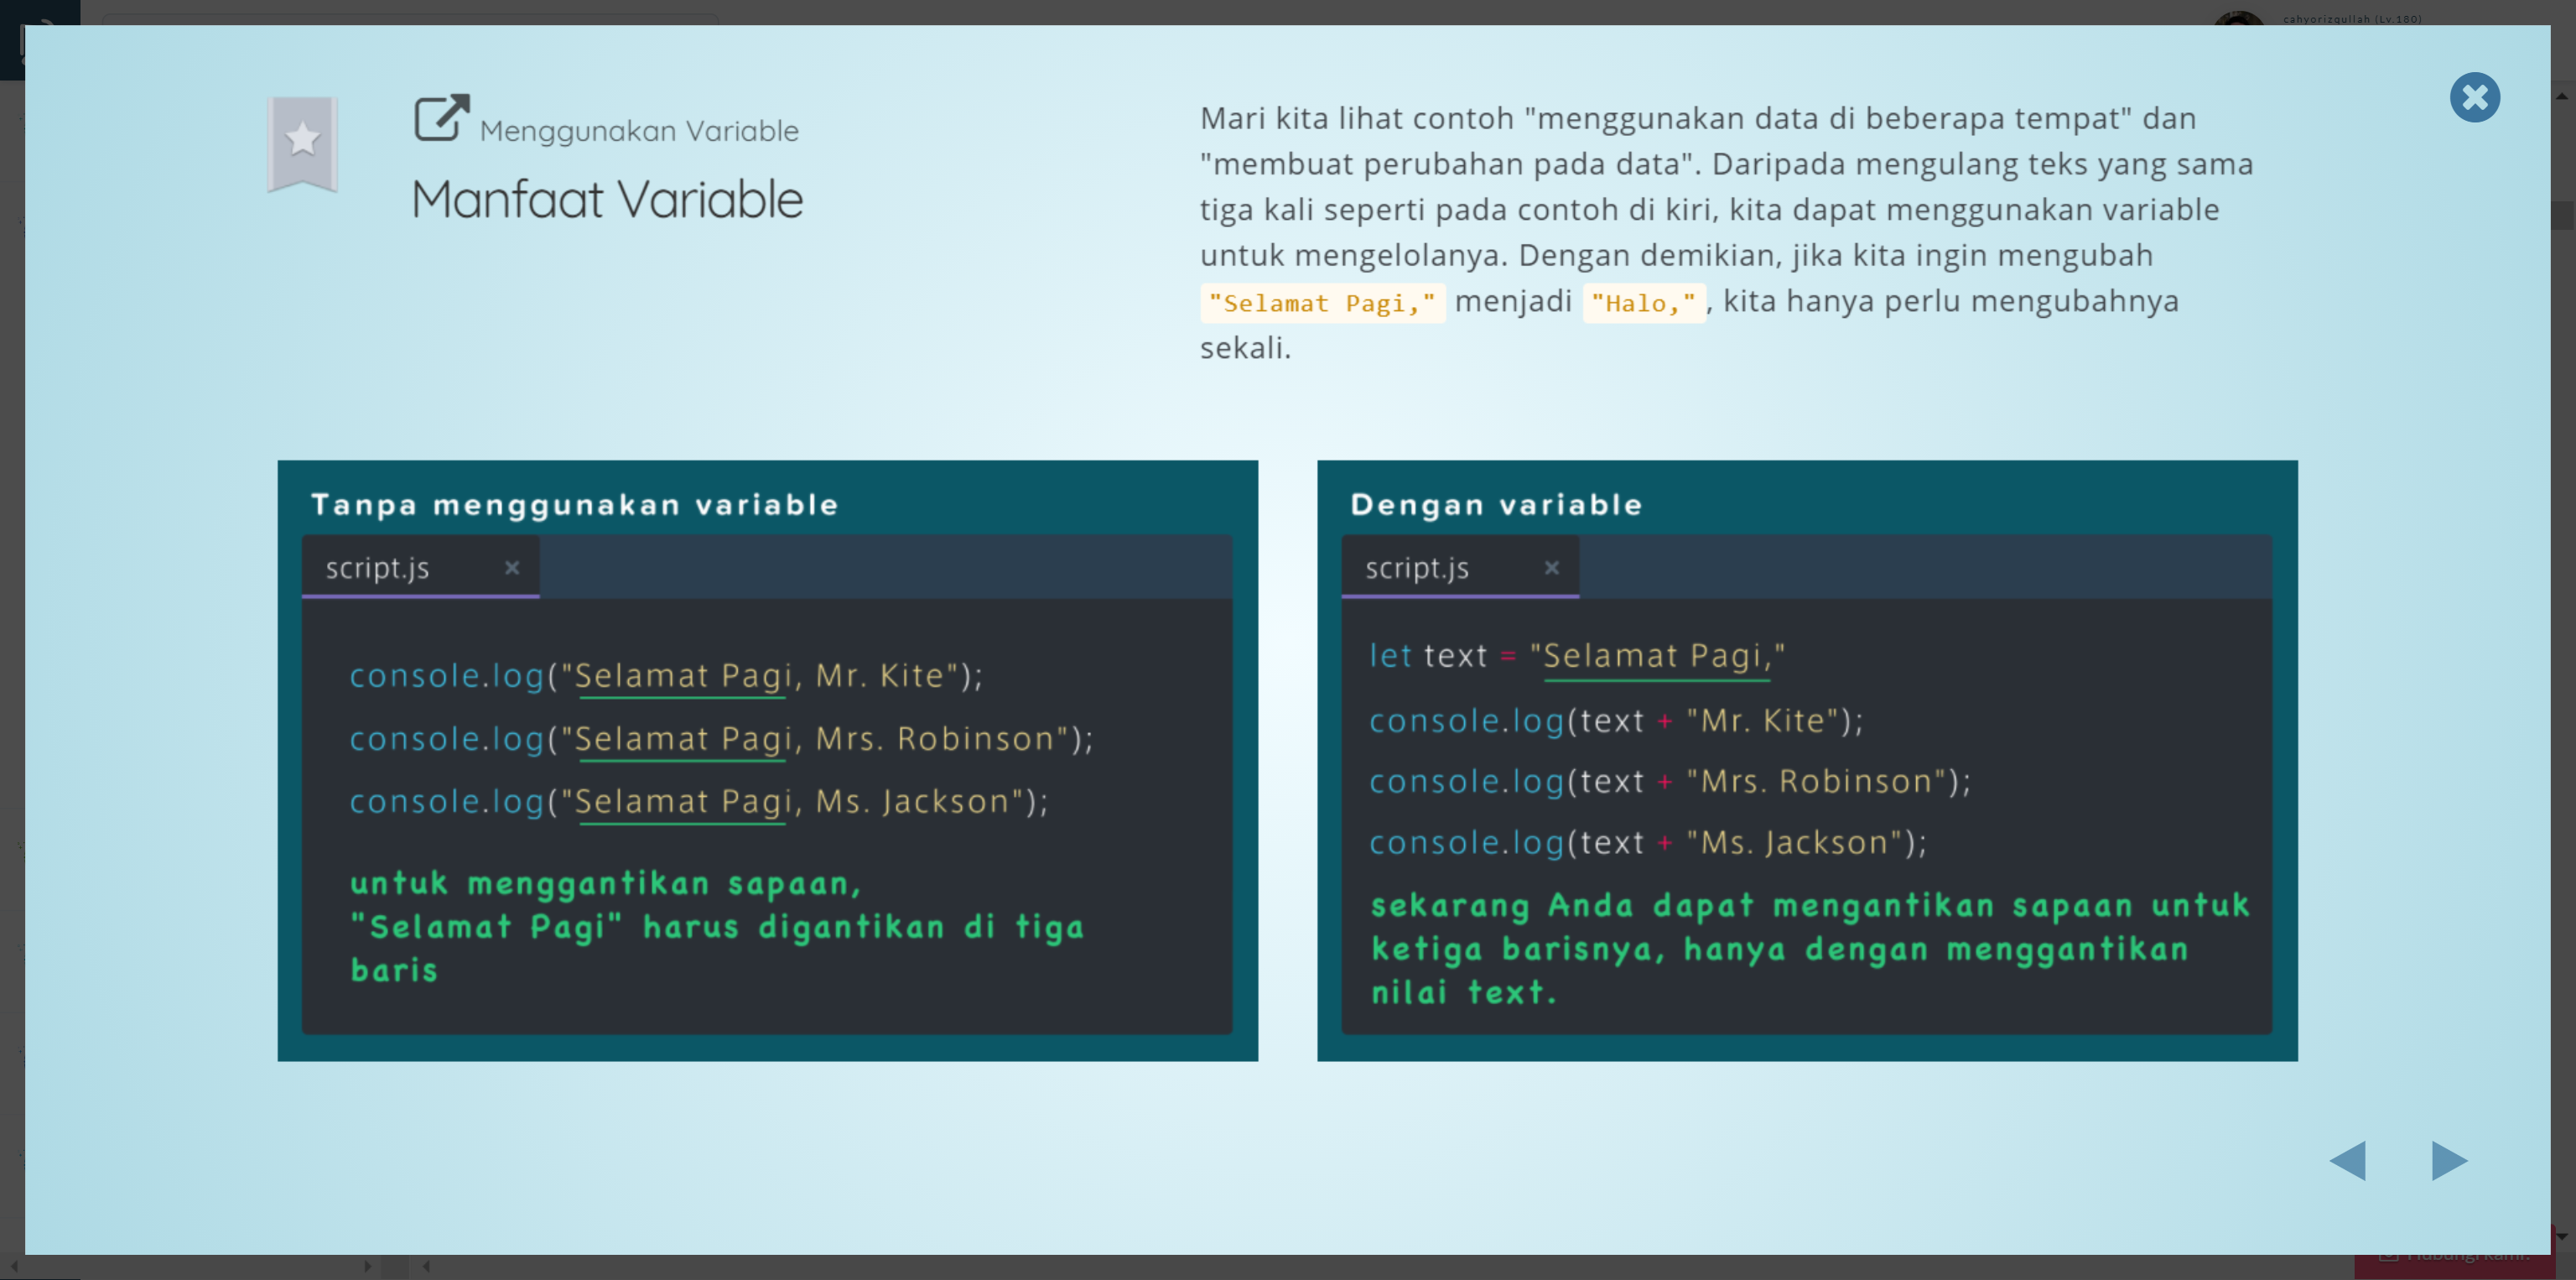 cahyorizqullah (Lv.180)
Menggunakan Variable
Manfaat Variable
Mari kita lihat contoh "menggunakan data di beberapa tempat" dan
"membuat perubahan pada data". Daripada mengulang teks yang sama
tiga kali seperti pada contoh di kiri, kita dapat menggunakan variable
untuk mengelolanya. Dengan demikian, jika kita ingin mengubah
"Selamat Pagi," menjadi "Halo,", kita hanya perlu mengubahnya
sekali.
Tanpa menggunakan variable
script.js ×
console.log("Selamat Pagi, Mr. Kite");
console.log("Selamat Pagi, Mrs. Robinson");
console.log("Selamat Pagi, Ms. Jackson");
untuk menggantikan sapaan,
"Selamat Pagi" harus digantikan di tiga
baris
Dengan variable
script.js ×
let text = "Selamat Pagi,"
console.log(text + "Mr. Kite");
console.log(text + "Mrs. Robinson");
console.log(text + "Ms. Jackson");
sekarang Anda dapat mengantikan sapaan untuk
ketiga barisnya, hanya dengan menggantikan
nilai text.
Hubungi kami!